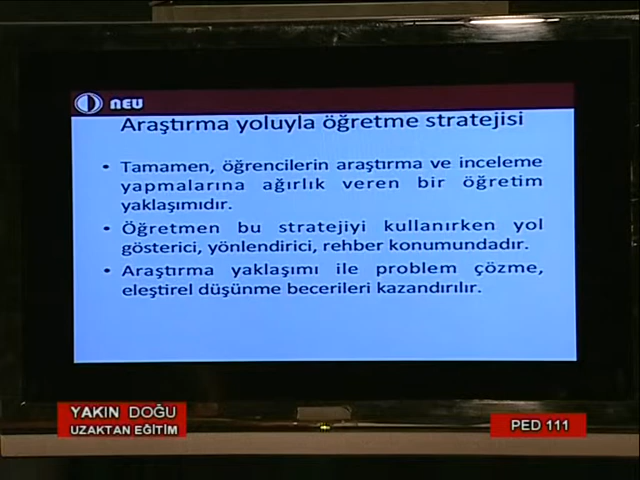 NEU
Araştırma yoluyla öğretme stratejisi
• Tamamen, öğrencilerin araştırma ve inceleme
yapmalarına ağırlık veren bir öğretim
yaklaşımıdır.
• Öğretmen bu stratejiyi kullanırken yol
gösterici, yönlendirici, rehber konumundadır.
• Araştırma yaklaşımı ile problem çözme,
eleştirel düşünme becerileri kazandırılır.
YAKIN DOĞU
UZAKTAN EĞİTİM
PED 111